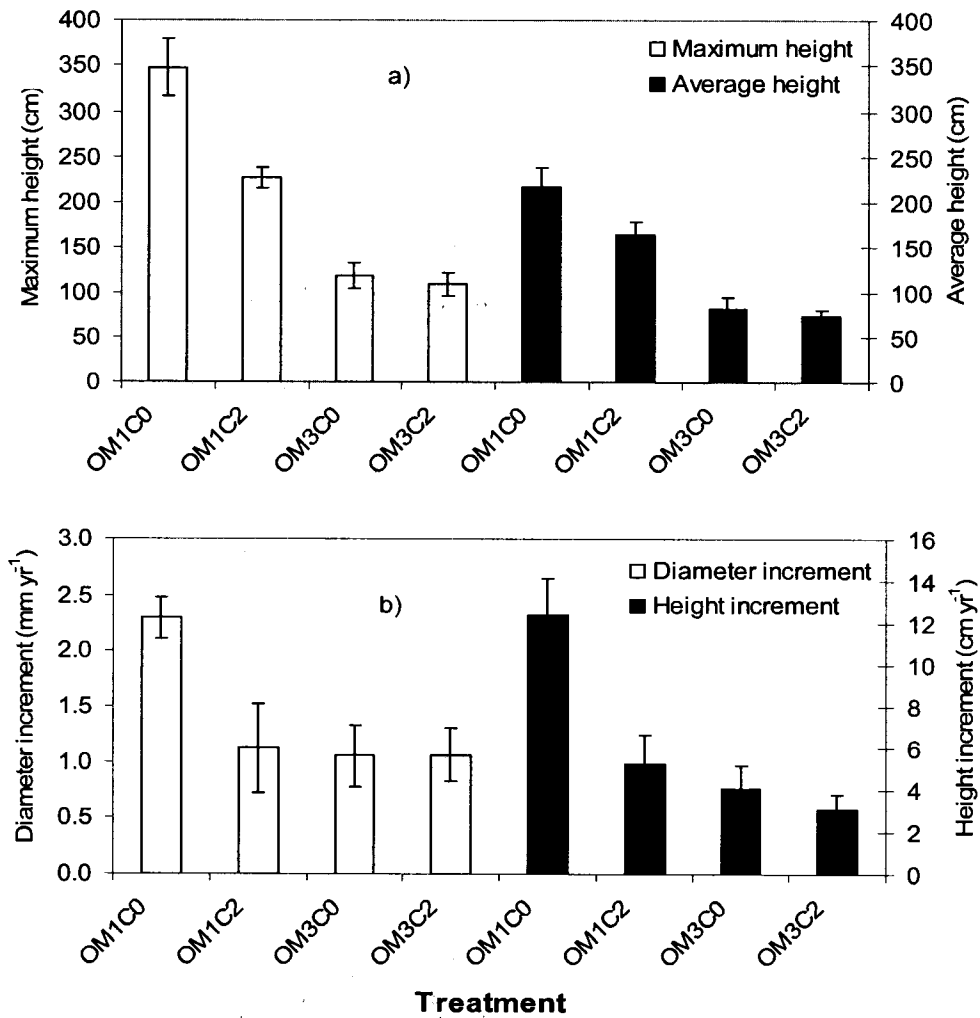 400
350
300
250
200
150
100
50
0
Maximum height (cm)
a)
Maximum height
Average height
400
350
300
250
200
150
100
50
0
Average height (cm)
OM1C0
OM1C2
OM3C0
OM3C2
OM1C0
OM1C2
OM3C0
OM3C2
3.0
2.5
2.0
1.5
1.0
0.5
0.0
Diameter increment (mm yr⁻¹)
b)
Diameter increment
Height increment
16
14
12
10
8
6
4
2
0
Height increment (cm yr⁻¹)
OM1C0
OM1C2
OM3C0
OM3C2
OM1C0
OM1C2
OM3C0
OM3C2
Treatment